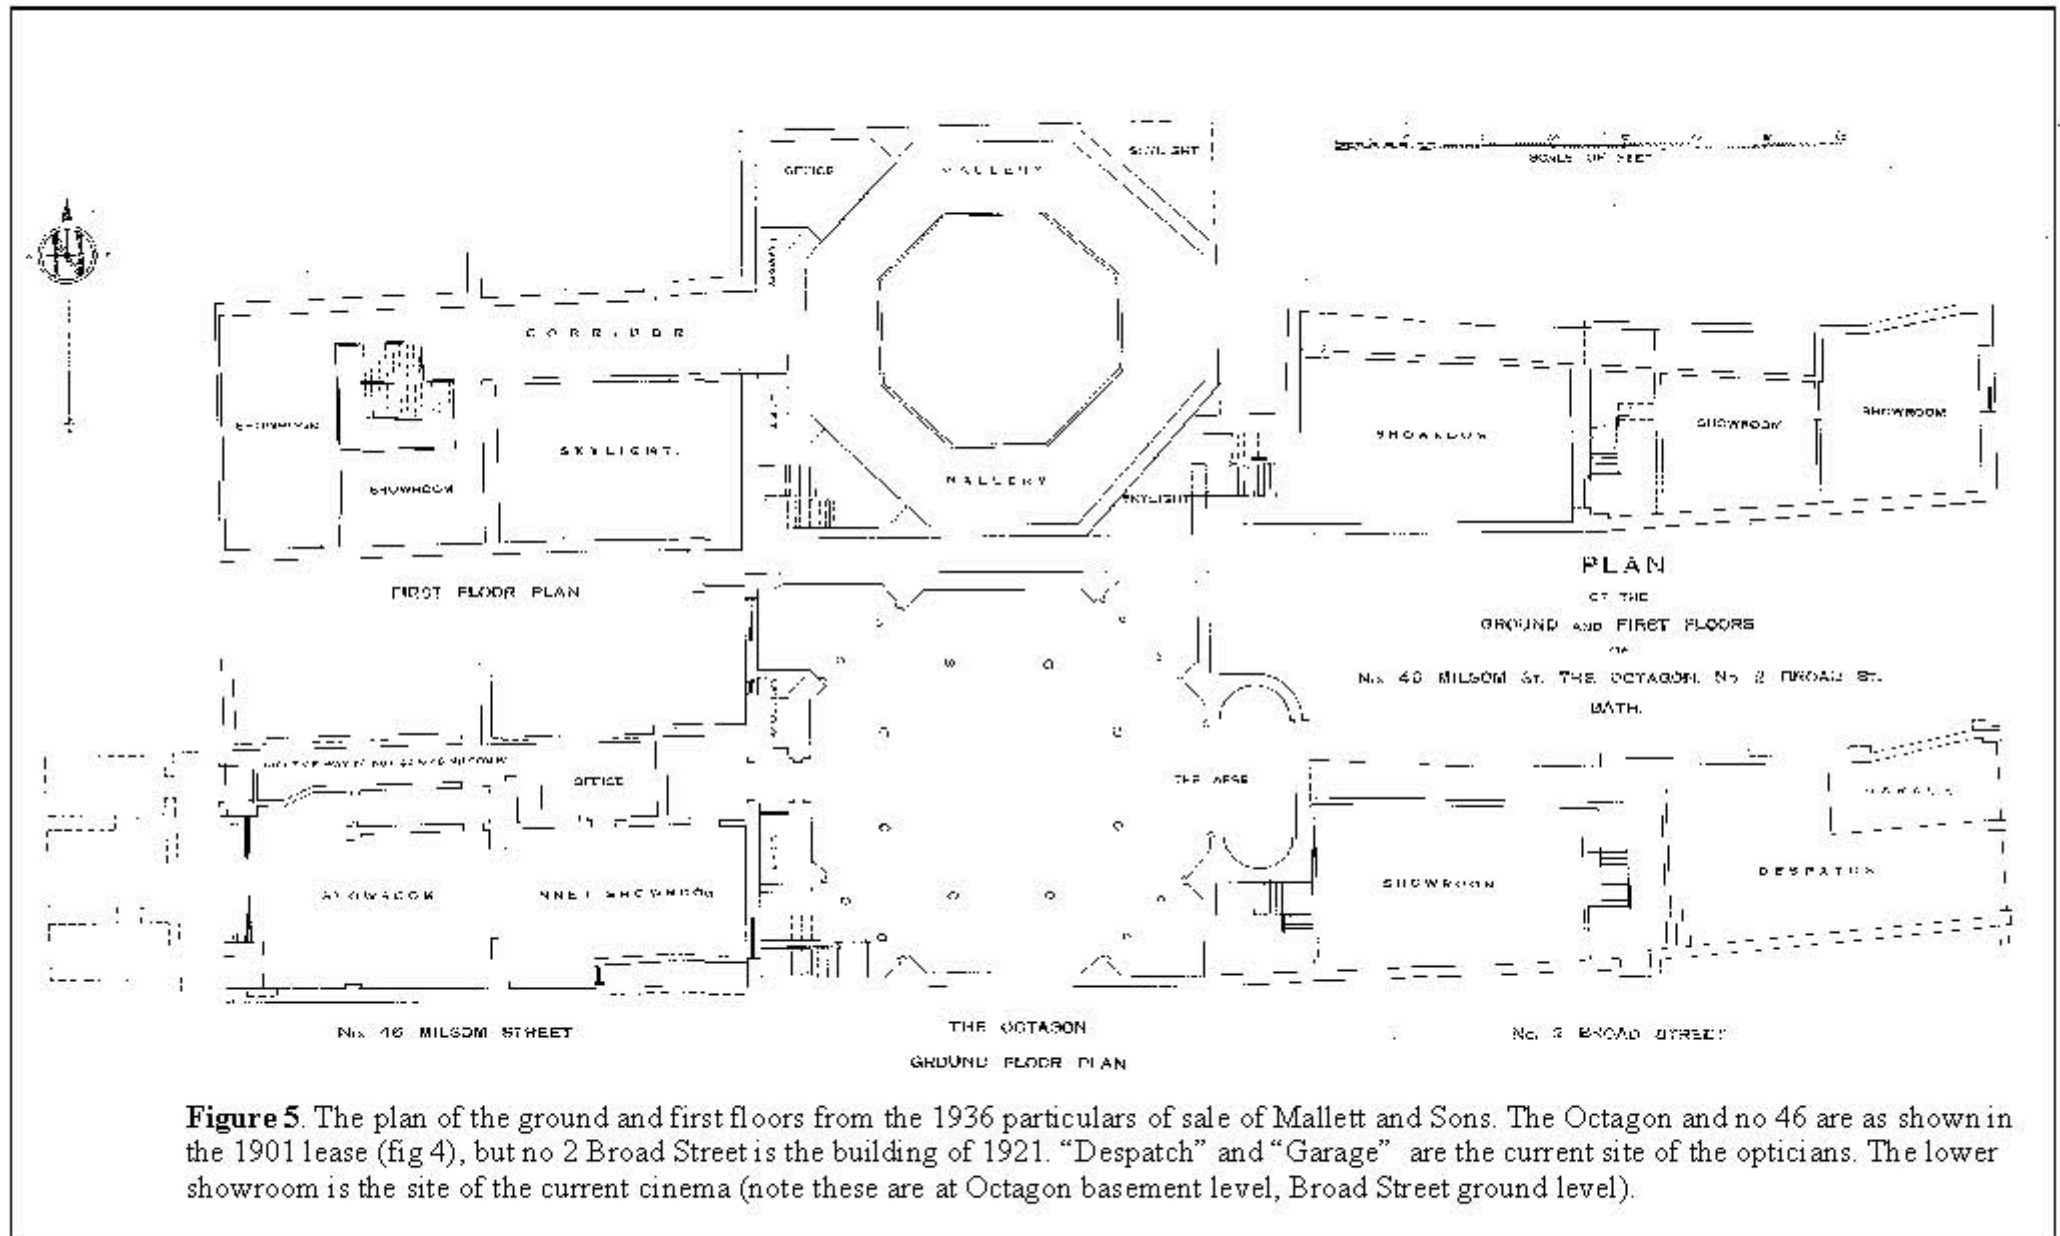 OFFICE
GALLERY
SKYLIGHT
SCALE OF FEET
CORRIDOR
SHOWROOM
SKYLIGHT.
SHOWROOM
GALLERY
SKYLIGHT
SHOWROOM
SHOWROOM
SHOWROOM
FIRST FLOOR PLAN
PLAN
OF THE
GROUND AND FIRST FLOORS
OF
No. 46 MILSOM ST. THE OCTAGON. No 2 BROAD ST.
BATH.
OFFICE
THE APSE
GARAGE
SHOWROOM
INNER SHOWROOM
SHOWROOM
DESPATCH
No. 46 MILSOM STREET
THE OCTAGON
No. 2 BROAD STREET
GROUND FLOOR PLAN
Figure 5. The plan of the ground and first floors from the 1936 particulars of sale of Mallett and Sons. The Octagon and no 46 are as shown in
the 1901 lease (fig 4), but no 2 Broad Street is the building of 1921. “Despatch” and “Garage” are the current site of the opticians. The lower
showroom is the site of the current cinema (note these are at Octagon basement level, Broad Street ground level).